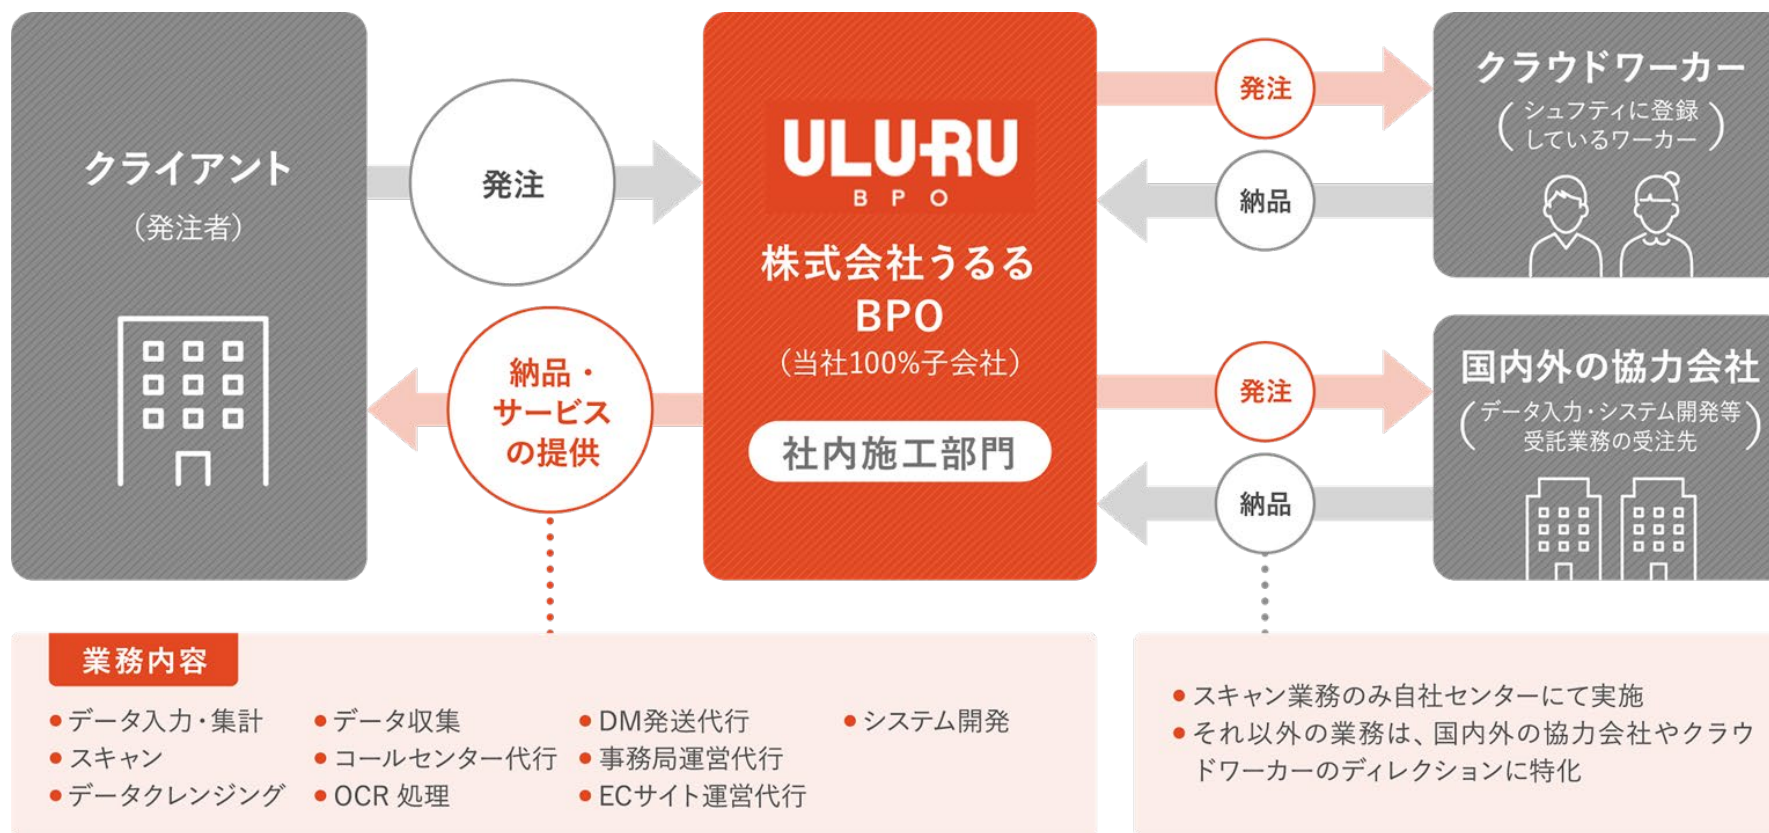 クライアント
（発注者）
発注
納品・
サービス
の提供
ULURU
BPO
株式会社うるる
BPO
（当社100%子会社）
社内施工部門
発注
納品
クラウドワーカー
（シュフティに登録
しているワーカー）
発注
納品
国内外の協力会社
（データ入力・システム開発等
受託業務の受注先）
業務内容
● データ入力・集計
● スキャン
● データクレンジング
● データ収集
● コールセンター代行
● OCR 処理
● DM発送代行
● 事務局運営代行
● ECサイト運営代行
● システム開発
● スキャン業務のみ自社センターにて実施
● それ以外の業務は、国内外の協力会社やクラウ
ドワーカーのディレクションに特化